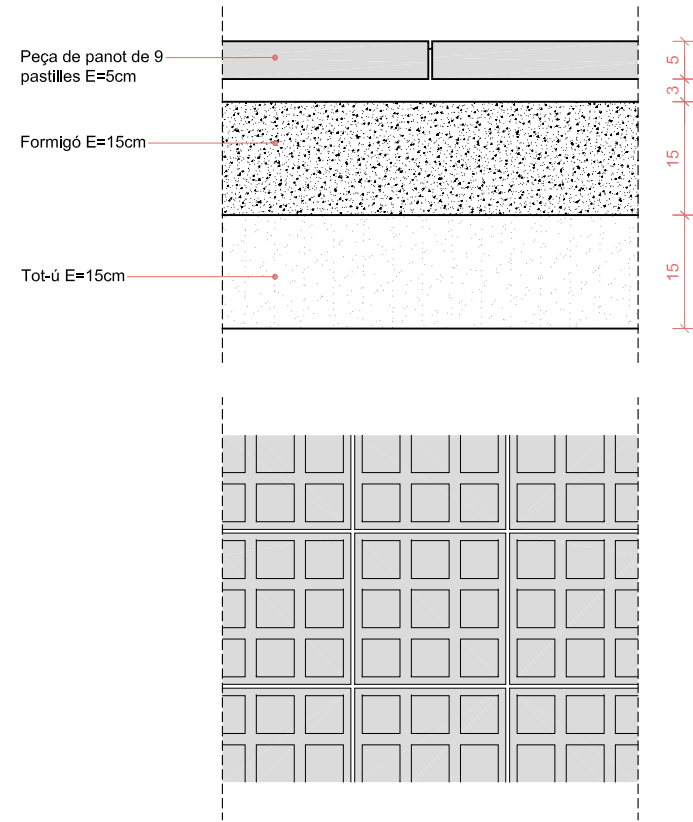 Peça de panot de 9
pastilles E=5cm
5
3
Formigó E=15cm
15
Tot-ú E=15cm
15